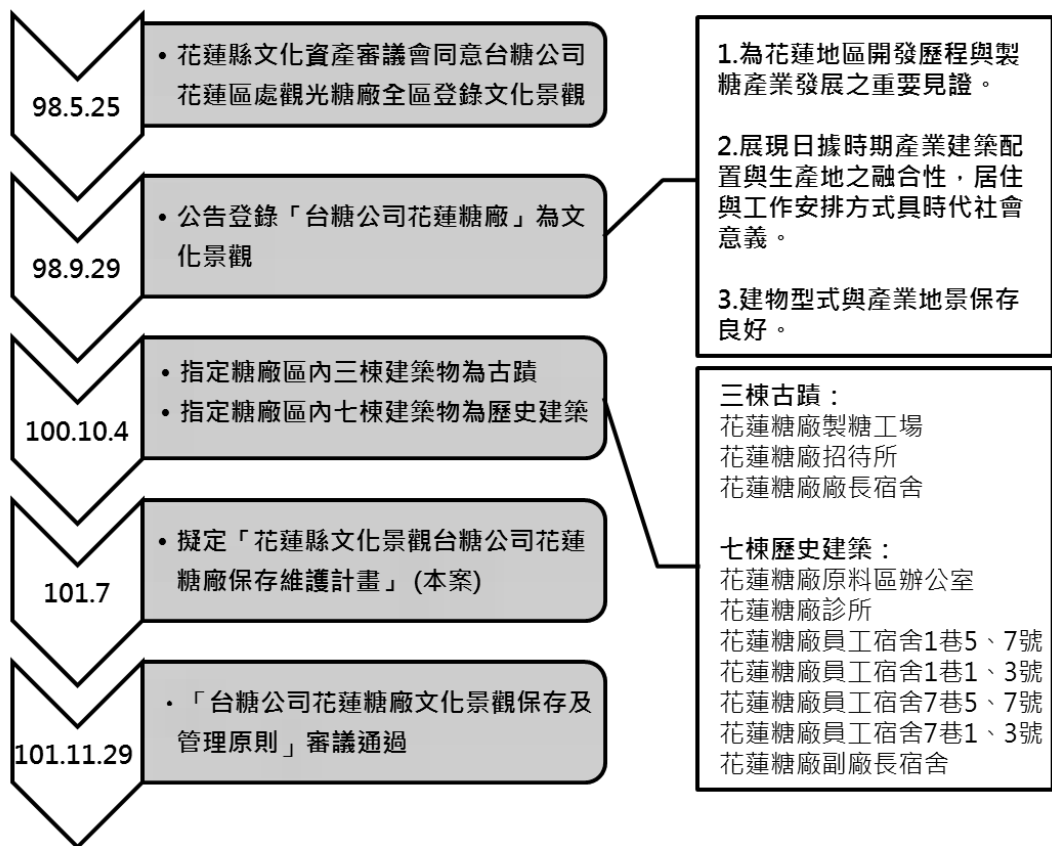 98.5.25
• 花蓮縣文化資產審議會同意台糖公司
花蓮區處觀光糖廠全區登錄文化景觀
98.9.29
• 公告登錄「台糖公司花蓮糖廠」為文
化景觀
1.為花蓮地區開發歷程與製
糖產業發展之重要見證。
2.展現日據時期產業建築配
置與生產地之融合性，居住
與工作安排方式具時代社會
意義。
3.建物型式與產業地景保存
良好。
100.10.4
• 指定糖廠區內三棟建築物為古蹟
• 指定糖廠區內七棟建築物為歷史建築
三棟古蹟：
花蓮糖廠製糖工場
花蓮糖廠招待所
花蓮糖廠廠長宿舍
七棟歷史建築：
花蓮糖廠原料區辦公室
花蓮糖廠診所
花蓮糖廠員工宿舍1巷5、7號
花蓮糖廠員工宿舍1巷1、3號
花蓮糖廠員工宿舍7巷5、7號
花蓮糖廠員工宿舍7巷1、3號
花蓮糖廠副廠長宿舍
101.7
• 擬定「花蓮縣文化景觀台糖公司花蓮
糖廠保存維護計畫」(本案)
101.11.29
•「台糖公司花蓮糖廠文化景觀保存及
管理原則」審議通過